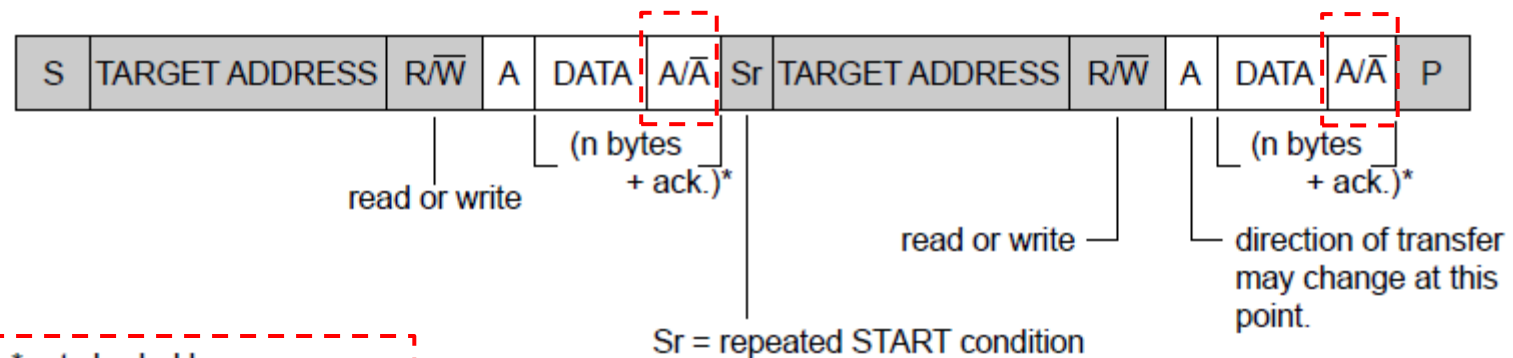 S TARGET ADDRESS R/W̅ A DATA A/A̅ Sr TARGET ADDRESS R/W̅ A DATA A/A̅ P
(n bytes
+ ack.)*
read or write
(n bytes
+ ack.)*
read or write
direction of transfer
may change at this
point.
Sr = repeated START condition